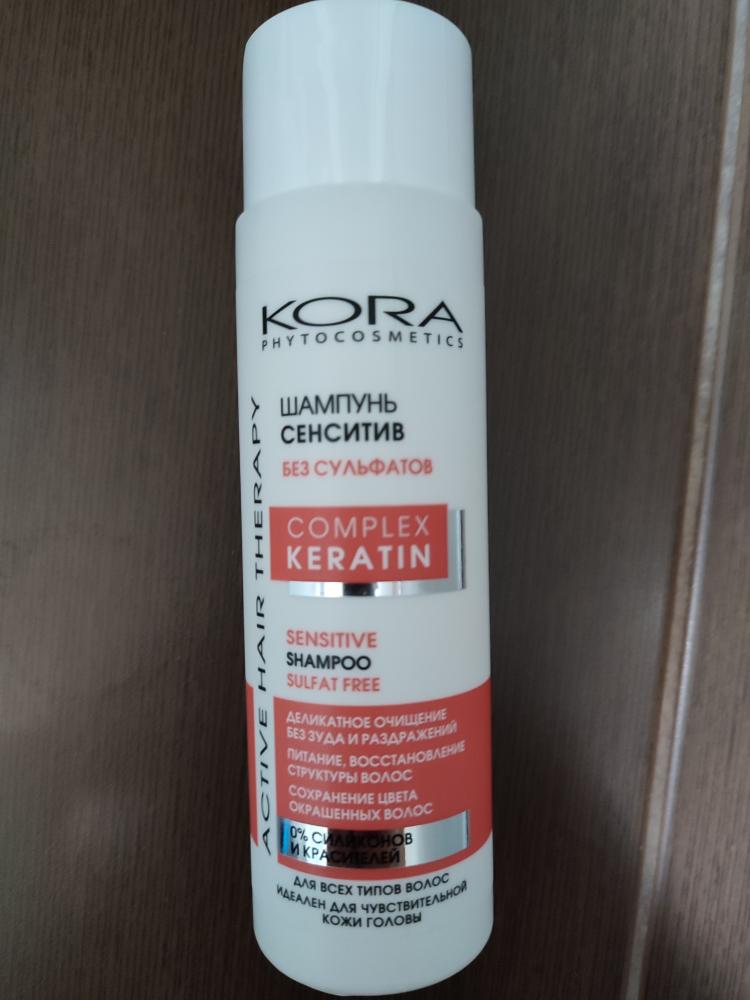 KORA
PHYTOCOSMETICS
ШАМПУНЬ
СЕНСИТИВ
БЕЗ СУЛЬФАТОВ
COMPLEX
KERATIN
SENSITIVE
SHAMPOO
SULFAT FREE
ACTIVE HAIR THERAPY
ДЕЛИКАТНОЕ ОЧИЩЕНИЕ
БЕЗ ЗУДА И РАЗДРАЖЕНИЙ
ПИТАНИЕ, ВОССТАНОВЛЕНИЕ
СТРУКТУРЫ ВОЛОС
СОХРАНЕНИЕ ЦВЕТА
ОКРАШЕННЫХ ВОЛОС
0% СИЛИКОНОВ
И КРАСИТЕЛЕЙ
ДЛЯ ВСЕХ ТИПОВ ВОЛОС
ИДЕАЛЕН ДЛЯ ЧУВСТВИТЕЛЬНОЙ
КОЖИ ГОЛОВЫ